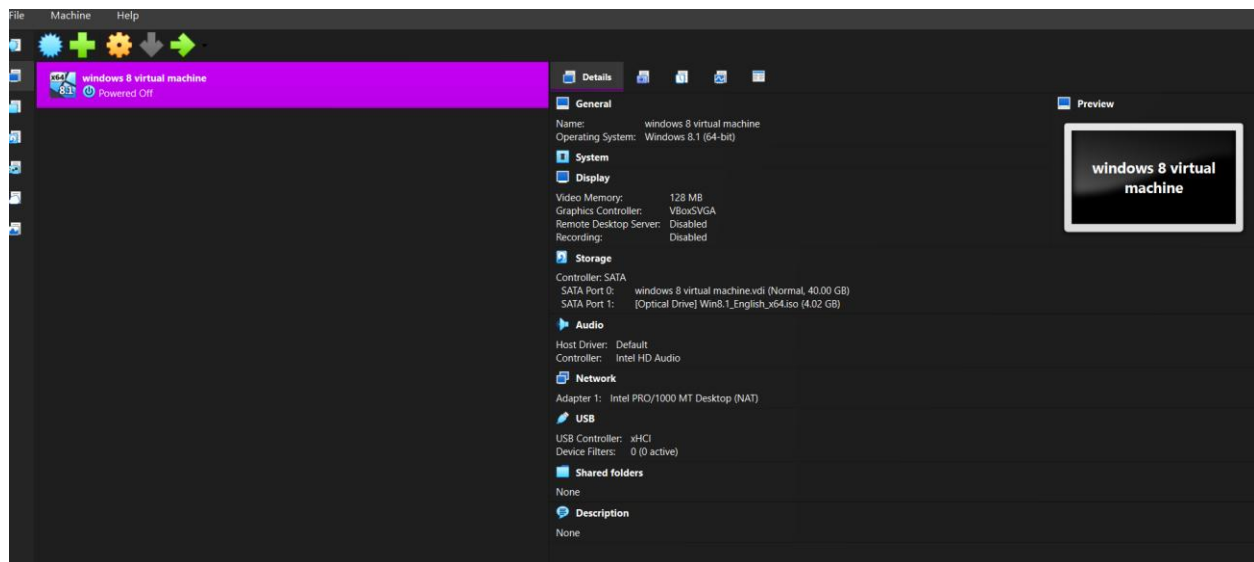 File Machine Help
x64 windows 8 virtual machine
8.1 Powered Off
Details
General
Name: windows 8 virtual machine
Operating System: Windows 8.1 (64-bit)
System
Display
Video Memory: 128 MB
Graphics Controller: VBoxSVGA
Remote Desktop Server: Disabled
Recording: Disabled
Storage
Controller: SATA
SATA Port 0: windows 8 virtual machine.vdi (Normal, 40.00 GB)
SATA Port 1: [Optical Drive] Win8.1_English_x64.iso (4.02 GB)
Audio
Host Driver: Default
Controller: Intel HD Audio
Network
Adapter 1: Intel PRO/1000 MT Desktop (NAT)
USB
USB Controller: xHCI
Device Filters: 0 (0 active)
Shared folders
None
Description
None
Preview
windows 8 virtual
machine